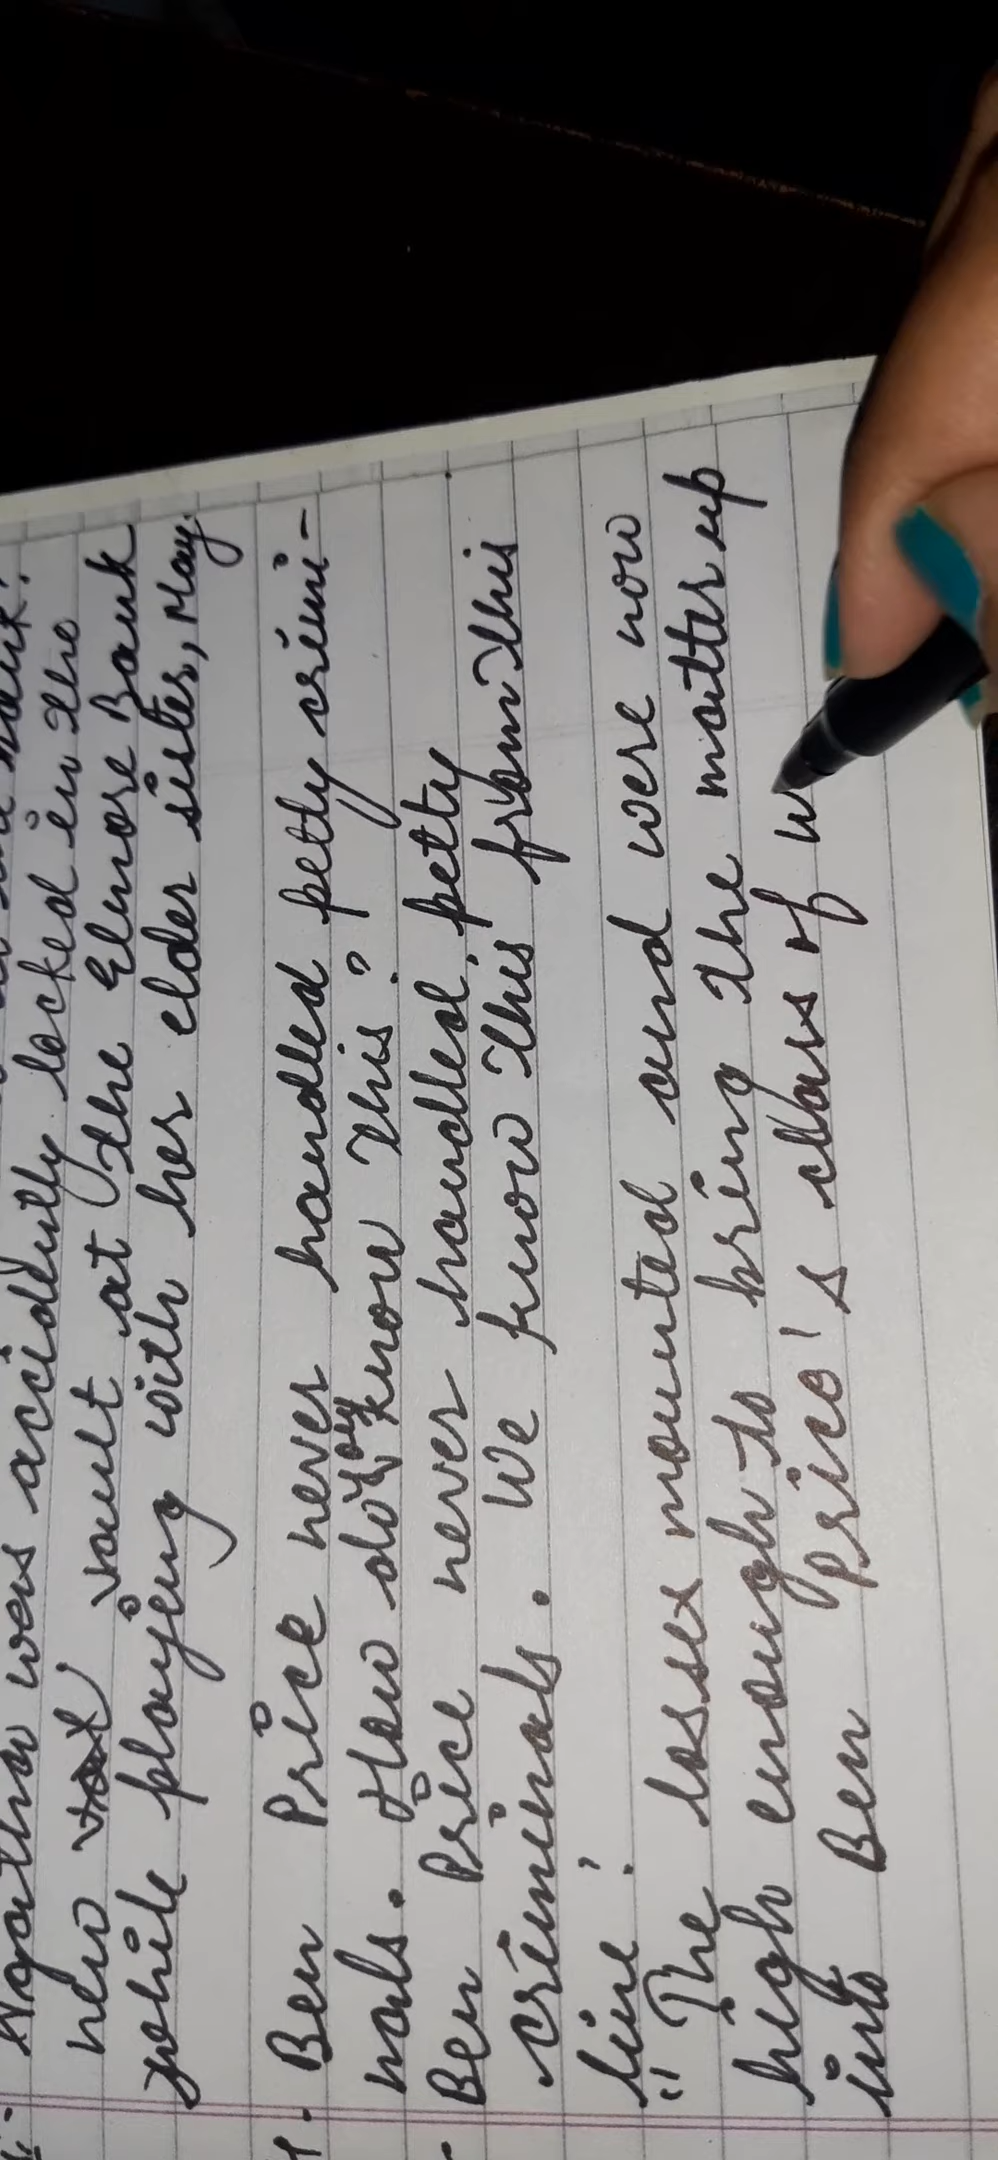 Agatha was accidently locked in the
new vault at the Elmore Bank
while playing with her elder sister, May.
Ben Price never handled petty crimi-
nals. How do you know this?
Ben Price never handled petty
criminals. We know this from this
line:
"The losses mounted and were now
high enough to bring the matter up
into Ben Price's class of w